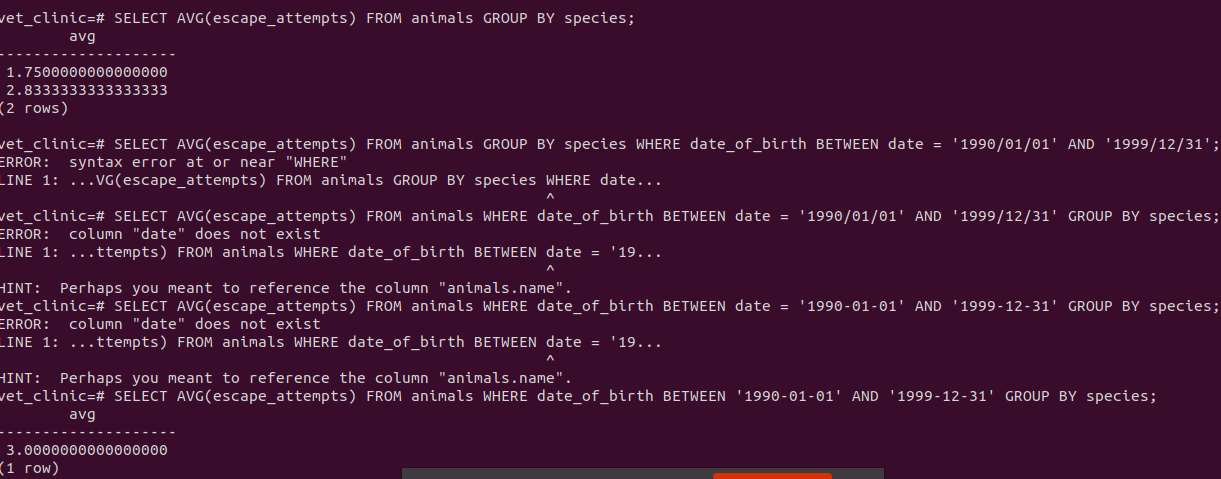 vet_clinic=# SELECT AVG(escape_attempts) FROM animals GROUP BY species;
        avg
--------------------
 1.7500000000000000
 2.8333333333333333
(2 rows)

vet_clinic=# SELECT AVG(escape_attempts) FROM animals GROUP BY species WHERE date_of_birth BETWEEN date = '1990/01/01' AND '1999/12/31';
ERROR:  syntax error at or near "WHERE"
LINE 1: ...VG(escape_attempts) FROM animals GROUP BY species WHERE date...
                                                             ^
vet_clinic=# SELECT AVG(escape_attempts) FROM animals WHERE date_of_birth BETWEEN date = '1990/01/01' AND '1999/12/31' GROUP BY species;
ERROR:  column "date" does not exist
LINE 1: ...ttempts) FROM animals WHERE date_of_birth BETWEEN date = '19...
                                                             ^
HINT:  Perhaps you meant to reference the column "animals.name".
vet_clinic=# SELECT AVG(escape_attempts) FROM animals WHERE date_of_birth BETWEEN date = '1990-01-01' AND '1999-12-31' GROUP BY species;
ERROR:  column "date" does not exist
LINE 1: ...ttempts) FROM animals WHERE date_of_birth BETWEEN date = '19...
                                                             ^
HINT:  Perhaps you meant to reference the column "animals.name".
vet_clinic=# SELECT AVG(escape_attempts) FROM animals WHERE date_of_birth BETWEEN '1990-01-01' AND '1999-12-31' GROUP BY species;
        avg
--------------------
 3.0000000000000000
(1 row)